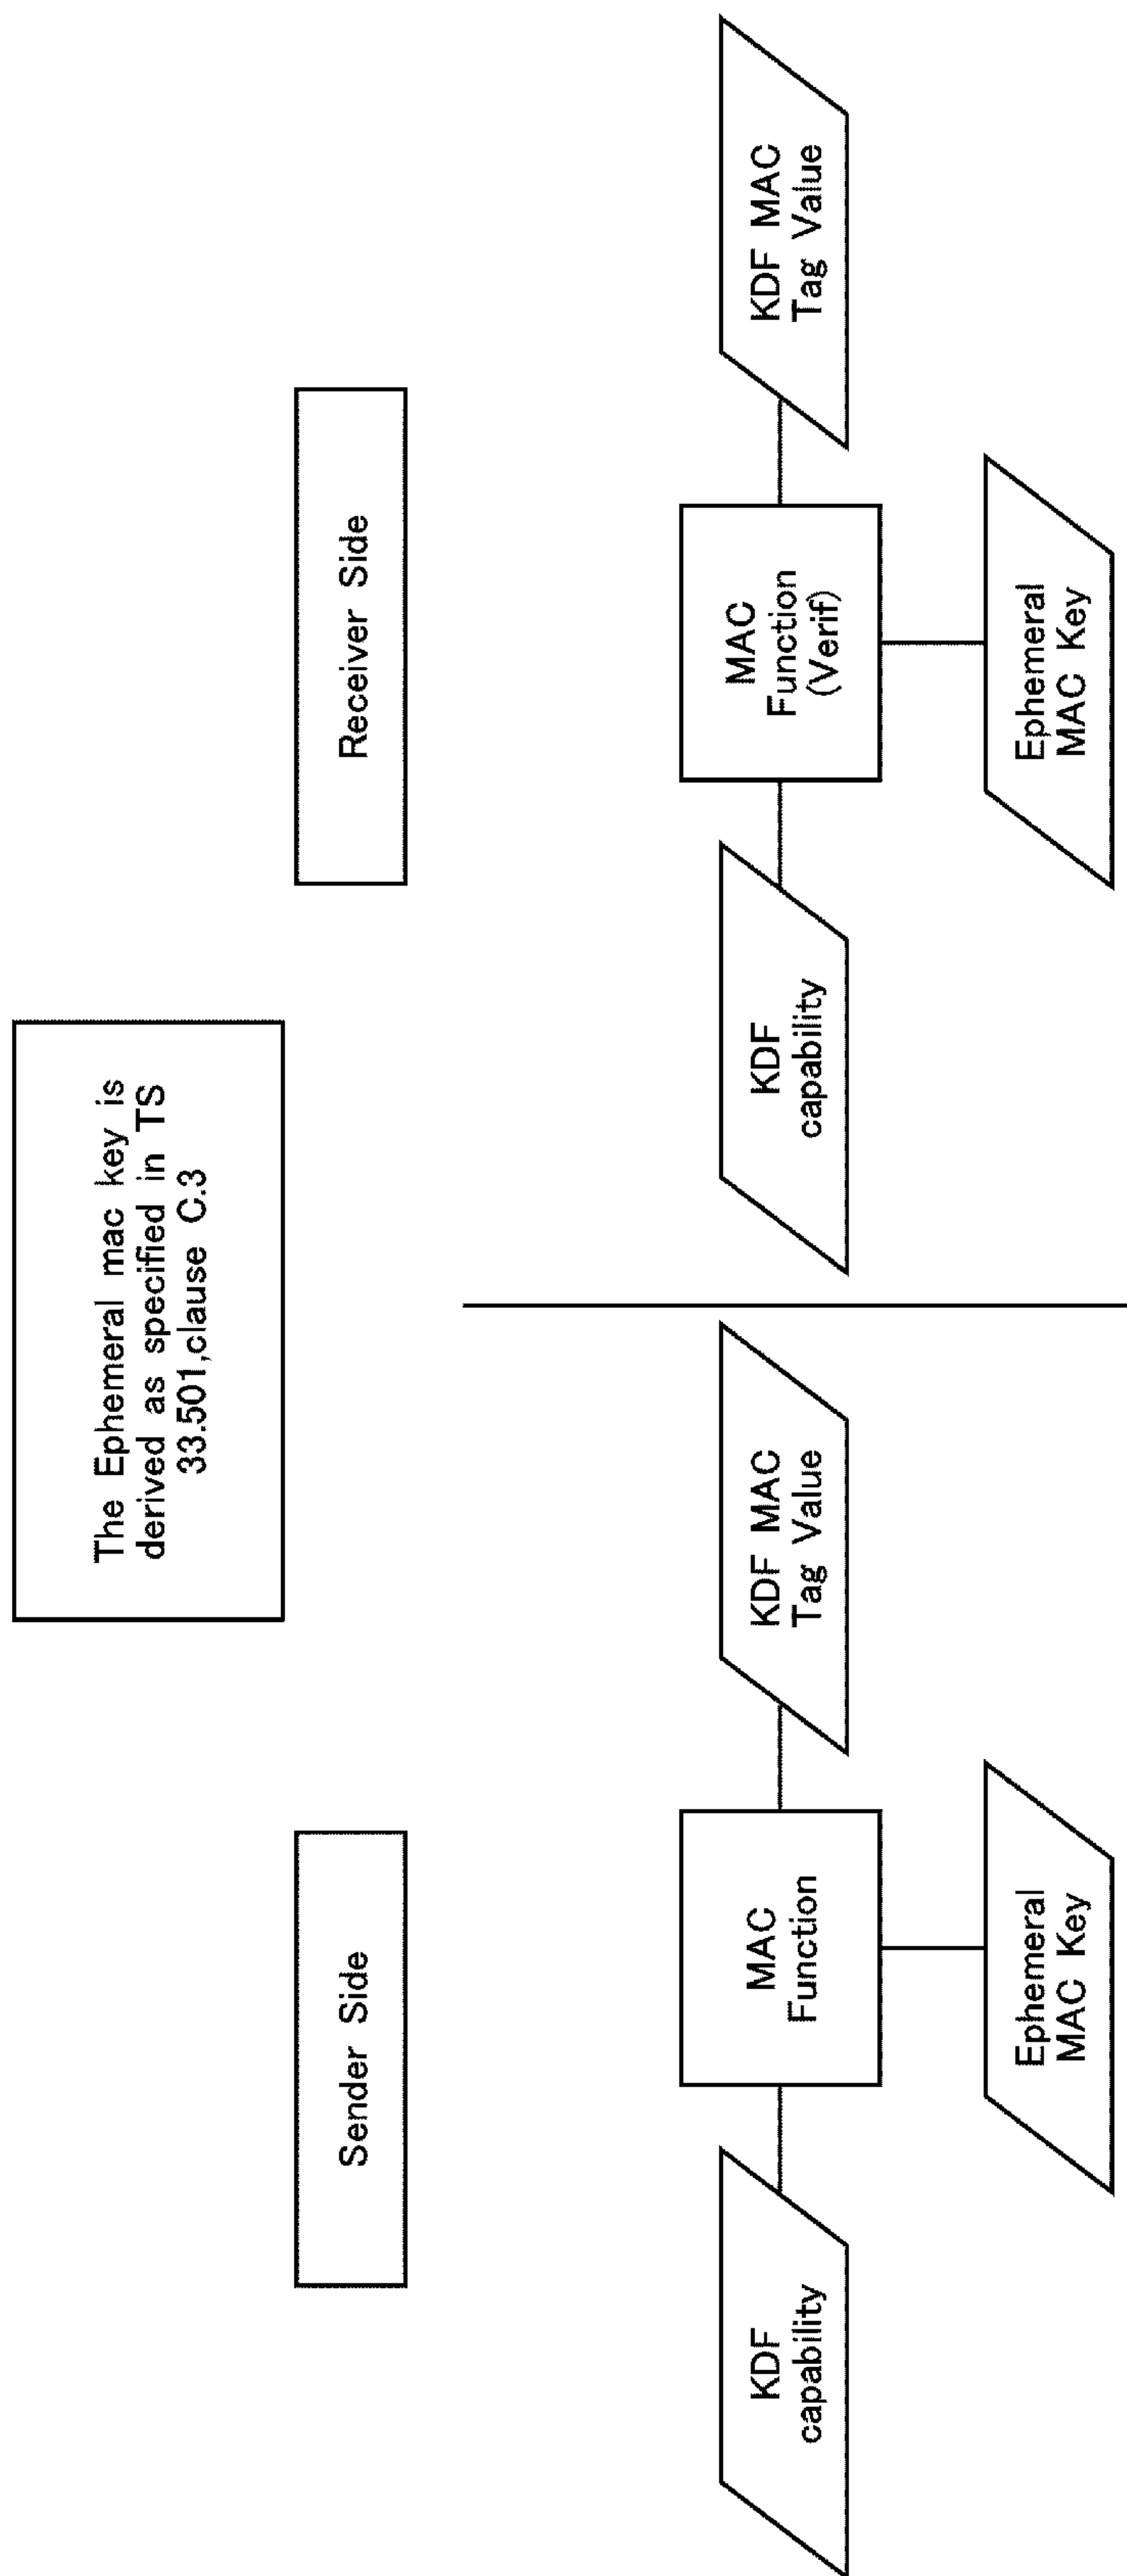 The Ephemeral mac key is
derived as specified in TS
33.501,clause C.3
Sender Side
Receiver Side
KDF
capability
MAC
Function
KDF MAC
Tag Value
Ephemeral
MAC Key
KDF
capability
MAC
Function
(Verif)
KDF MAC
Tag Value
Ephemeral
MAC Key